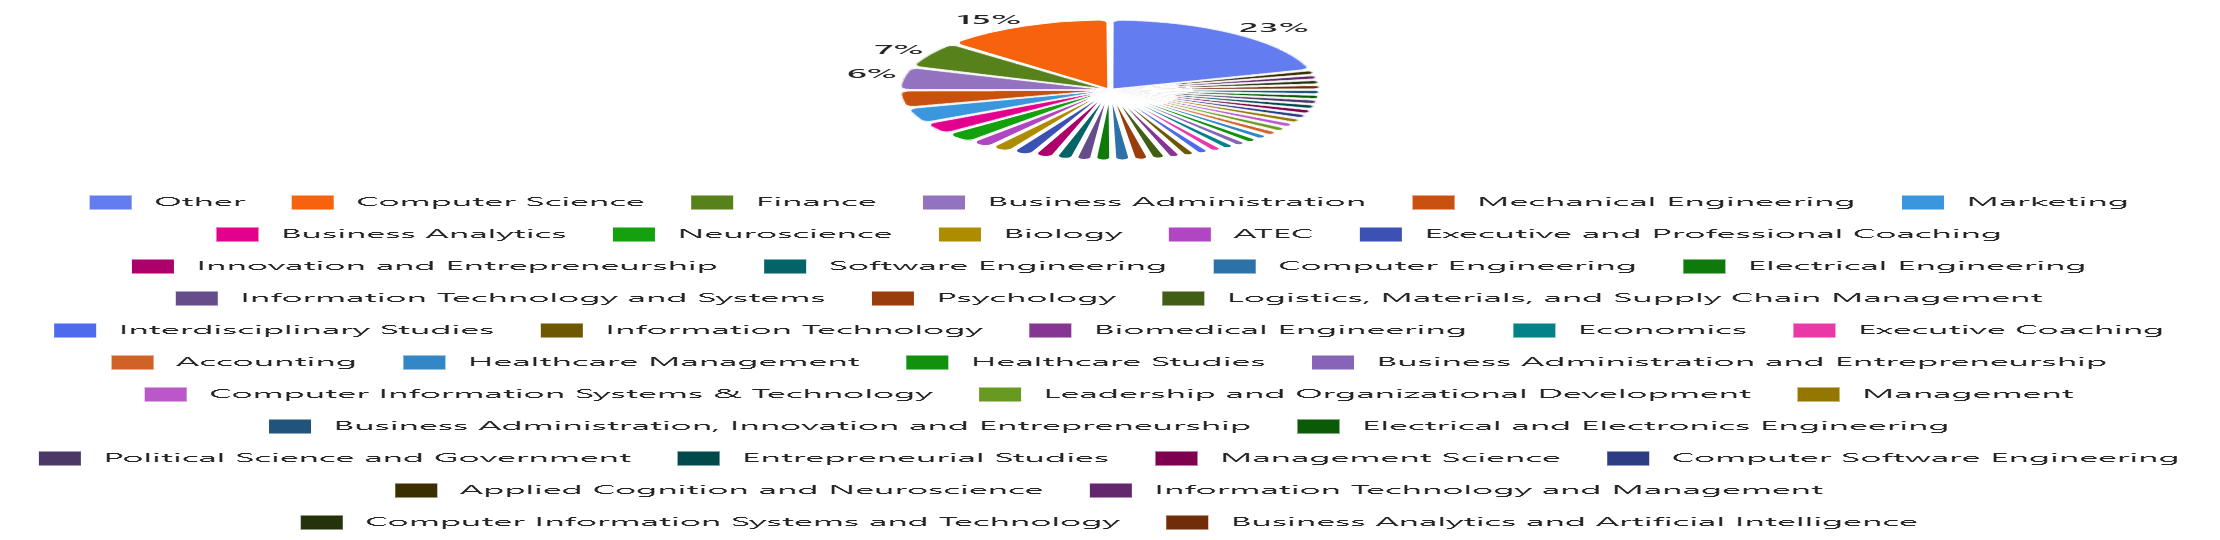 15%
23%
7%
6%
Other Computer Science Finance Business Administration Mechanical Engineering Marketing
Business Analytics Neuroscience Biology ATEC Executive and Professional Coaching
Innovation and Entrepreneurship Software Engineering Computer Engineering Electrical Engineering
Information Technology and Systems Psychology Logistics, Materials, and Supply Chain Management
Interdisciplinary Studies Information Technology Biomedical Engineering Economics Executive Coaching
Accounting Healthcare Management Healthcare Studies Business Administration and Entrepreneurship
Computer Information Systems & Technology Leadership and Organizational Development Management
Business Administration, Innovation and Entrepreneurship Electrical and Electronics Engineering
Political Science and Government Entrepreneurial Studies Management Science Computer Software Engineering
Applied Cognition and Neuroscience Information Technology and Management
Computer Information Systems and Technology Business Analytics and Artificial Intelligence